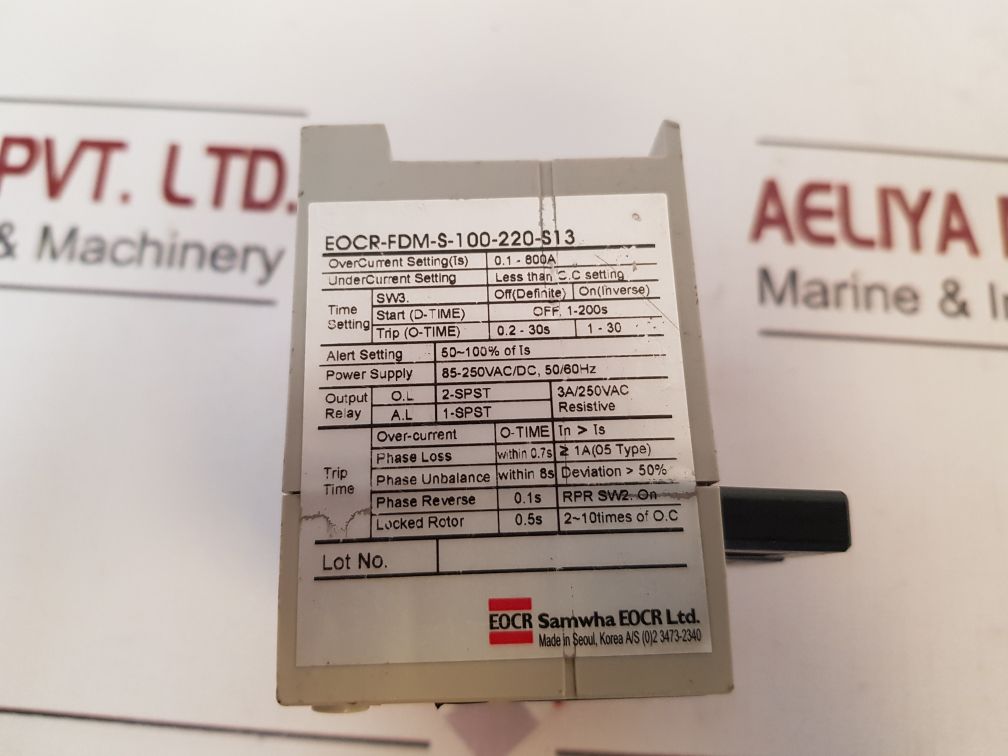 PVT. LTD.
& Machinery
AELIYA
Marine & In
EOCR-FDM-S-100-220-S13
OverCurrent Setting(Is) 0.1 - 800A
UnderCurrent Setting Less than O.C setting
Time Setting SW3. Off(Definite) On(Inverse)
Start (D-TIME) OFF, 1-200s
Trip (O-TIME) 0.2 - 30s 1 - 30
Alert Setting 50~100% of Is
Power Supply 85-250VAC/DC, 50/60Hz
Output Relay O.L 2-SPST 3A/250VAC
A.L 1-SPST Resistive
Trip Time Over-current O-TIME In > Is
Phase Loss within 0.7s ≥ 1A(05 Type)
Phase Unbalance within 8s Deviation > 50%
Phase Reverse 0.1s RPR SW2. On
Locked Rotor 0.5s 2~10times of O.C
Lot No.
EOCR Samwha EOCR Ltd.
Made in Seoul, Korea A/S (0)2 3473-2340